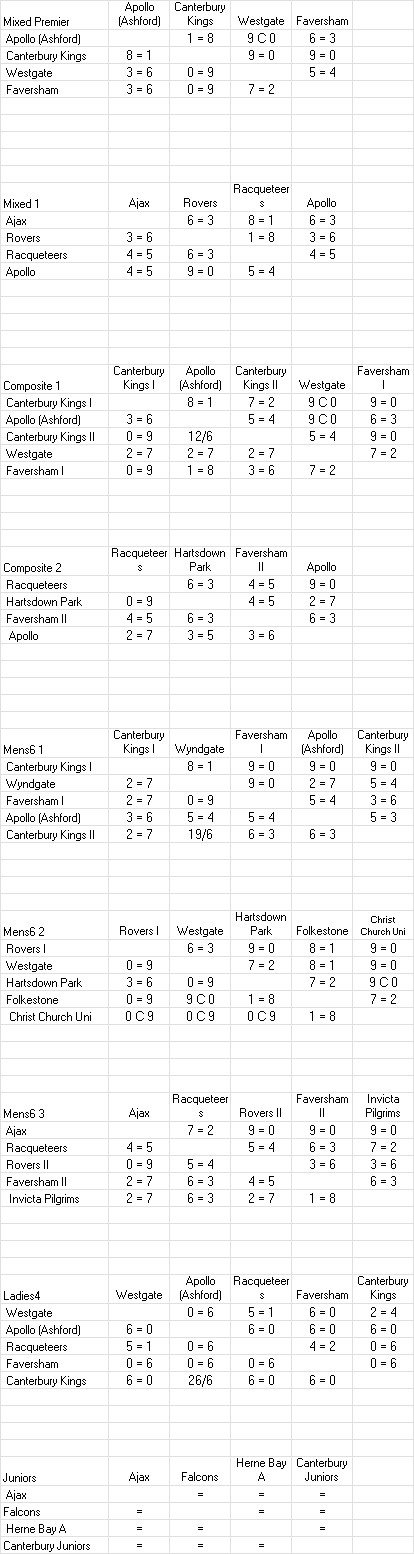 Mixed Premier Apollo (Ashford) Canterbury Kings Westgate Faversham
Apollo (Ashford) 1 = 8 9 C 0 6 = 3
Canterbury Kings 8 = 1 9 = 0 9 = 0
Westgate 3 = 6 0 = 9 5 = 4
Faversham 3 = 6 0 = 9 7 = 2
Mixed 1 Ajax Rovers Racqueteers Apollo
Ajax 6 = 3 8 = 1 6 = 3
Rovers 3 = 6 1 = 8 3 = 6
Racqueteers 4 = 5 6 = 3 4 = 5
Apollo 4 = 5 9 = 0 5 = 4
Composite 1 Canterbury Kings I Apollo (Ashford) Canterbury Kings II Westgate Faversham I
Canterbury Kings I 8 = 1 7 = 2 9 C 0 9 = 0
Apollo (Ashford) 3 = 6 5 = 4 9 C 0 6 = 3
Canterbury Kings II 0 = 9 12/6 5 = 4 9 = 0
Westgate 2 = 7 2 = 7 2 = 7 7 = 2
Faversham I 0 = 9 1 = 8 3 = 6 7 = 2
Composite 2 Racqueteers Hartsdown Park Faversham II Apollo
Racqueteers 6 = 3 4 = 5 9 = 0
Hartsdown Park 0 = 9 4 = 5 2 = 7
Faversham II 4 = 5 6 = 3 6 = 3
Apollo 2 = 7 3 = 5 3 = 6
Mens6 1 Canterbury Kings I Wyndgate Faversham I Apollo (Ashford) Canterbury Kings II
Canterbury Kings I 8 = 1 9 = 0 9 = 0 9 = 0
Wyndgate 2 = 7 9 = 0 2 = 7 5 = 4
Faversham I 2 = 7 0 = 9 5 = 4 3 = 6
Apollo (Ashford) 3 = 6 5 = 4 5 = 4 5 = 3
Canterbury Kings II 2 = 7 19/6 6 = 3 6 = 3
Mens6 2 Rovers I Westgate Hartsdown Park Folkestone Christ Church Uni
Rovers I 6 = 3 9 = 0 8 = 1 9 = 0
Westgate 0 = 9 7 = 2 8 = 1 9 = 0
Hartsdown Park 3 = 6 0 = 9 7 = 2 9 C 0
Folkestone 0 = 9 9 C 0 1 = 8 7 = 2
Christ Church Uni 0 C 9 0 C 9 0 C 9 1 = 8
Mens6 3 Ajax Racqueteers Rovers II Faversham II Invicta Pilgrims
Ajax 7 = 2 9 = 0 9 = 0 9 = 0
Racqueteers 4 = 5 5 = 4 6 = 3 7 = 2
Rovers II 0 = 9 5 = 4 3 = 6 3 = 6
Faversham II 2 = 7 6 = 3 4 = 5 6 = 3
Invicta Pilgrims 2 = 7 6 = 3 2 = 7 1 = 8
Ladies4 Westgate Apollo (Ashford) Racqueteers Faversham Canterbury Kings
Westgate 0 = 6 5 = 1 6 = 0 2 = 4
Apollo (Ashford) 6 = 0 6 = 0 6 = 0 6 = 0
Racqueteers 5 = 1 0 = 6 4 = 2 0 = 6
Faversham 0 = 6 0 = 6 0 = 6 0 = 6
Canterbury Kings 6 = 0 26/6 6 = 0 6 = 0
Juniors Ajax Falcons Herne Bay A Canterbury Juniors
Ajax = = =
Falcons = = =
Herne Bay A = = =
Canterbury Juniors = = =